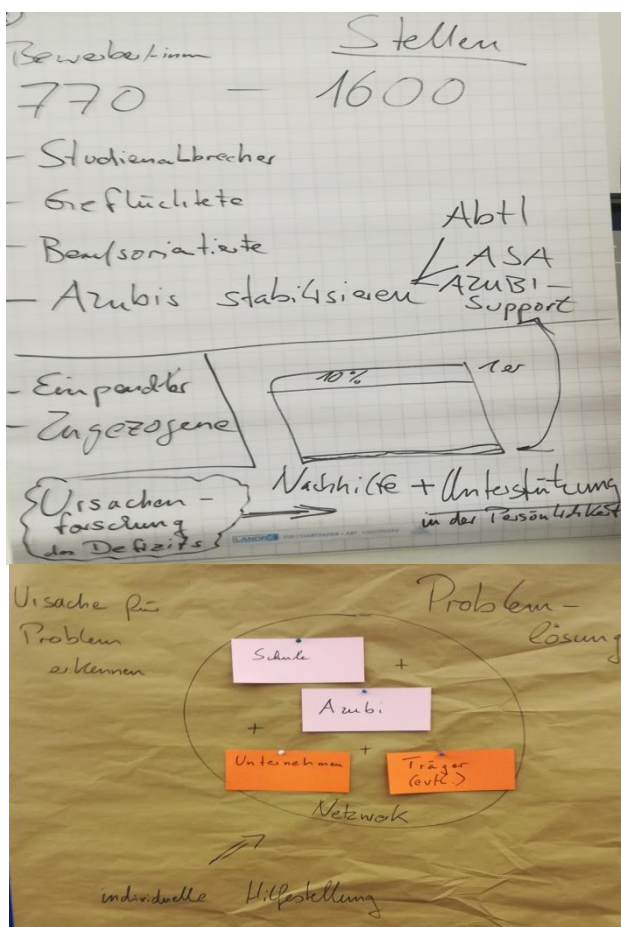 Bewerber/-innen
Stellen
770 – 1600
- Studienabbrecher
- Geflüchtete
- Berufsorientierte
- Azubis stabilisieren
Abtl
ASA
AZUBI-
Support
- Einpendler
- Zugezogene
10% 1er
Ursachen-
forschung
des Defizits
Nachhilfe + Unterstützung
in der Persönlichkeit
LANDRÉ
Ursache für
Problem
erkennen
Problem-
lösung
Schule
+
Azubi
+
+
Unternehmen
Träger
(evtl.)
Netzwerk
individuelle Hilfestellung